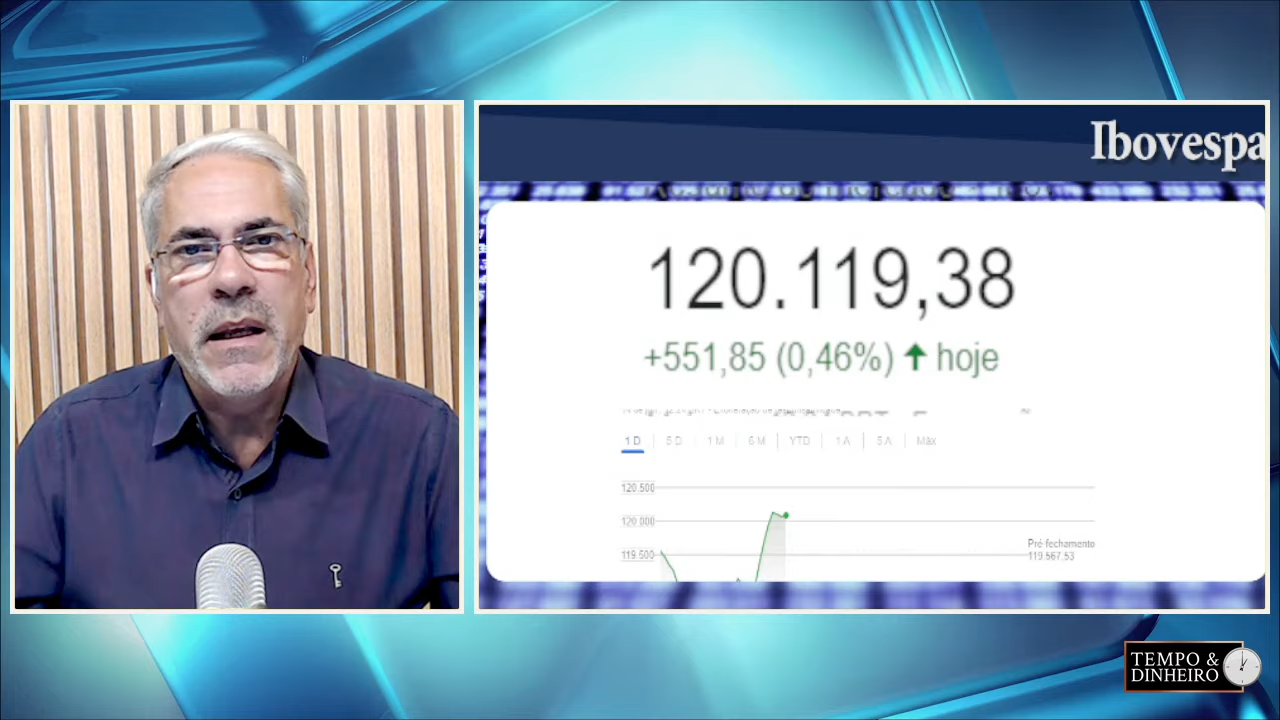 Ibovespa
120.119,38
+551,85 (0,46%) ↑ hoje
1 D 5 D 1 M 6 M YTD 1 A 5 A Máx
120.500
120.000
119.500
Pré-fechamento
119.567,53
TEMPO &
DINHEIRO